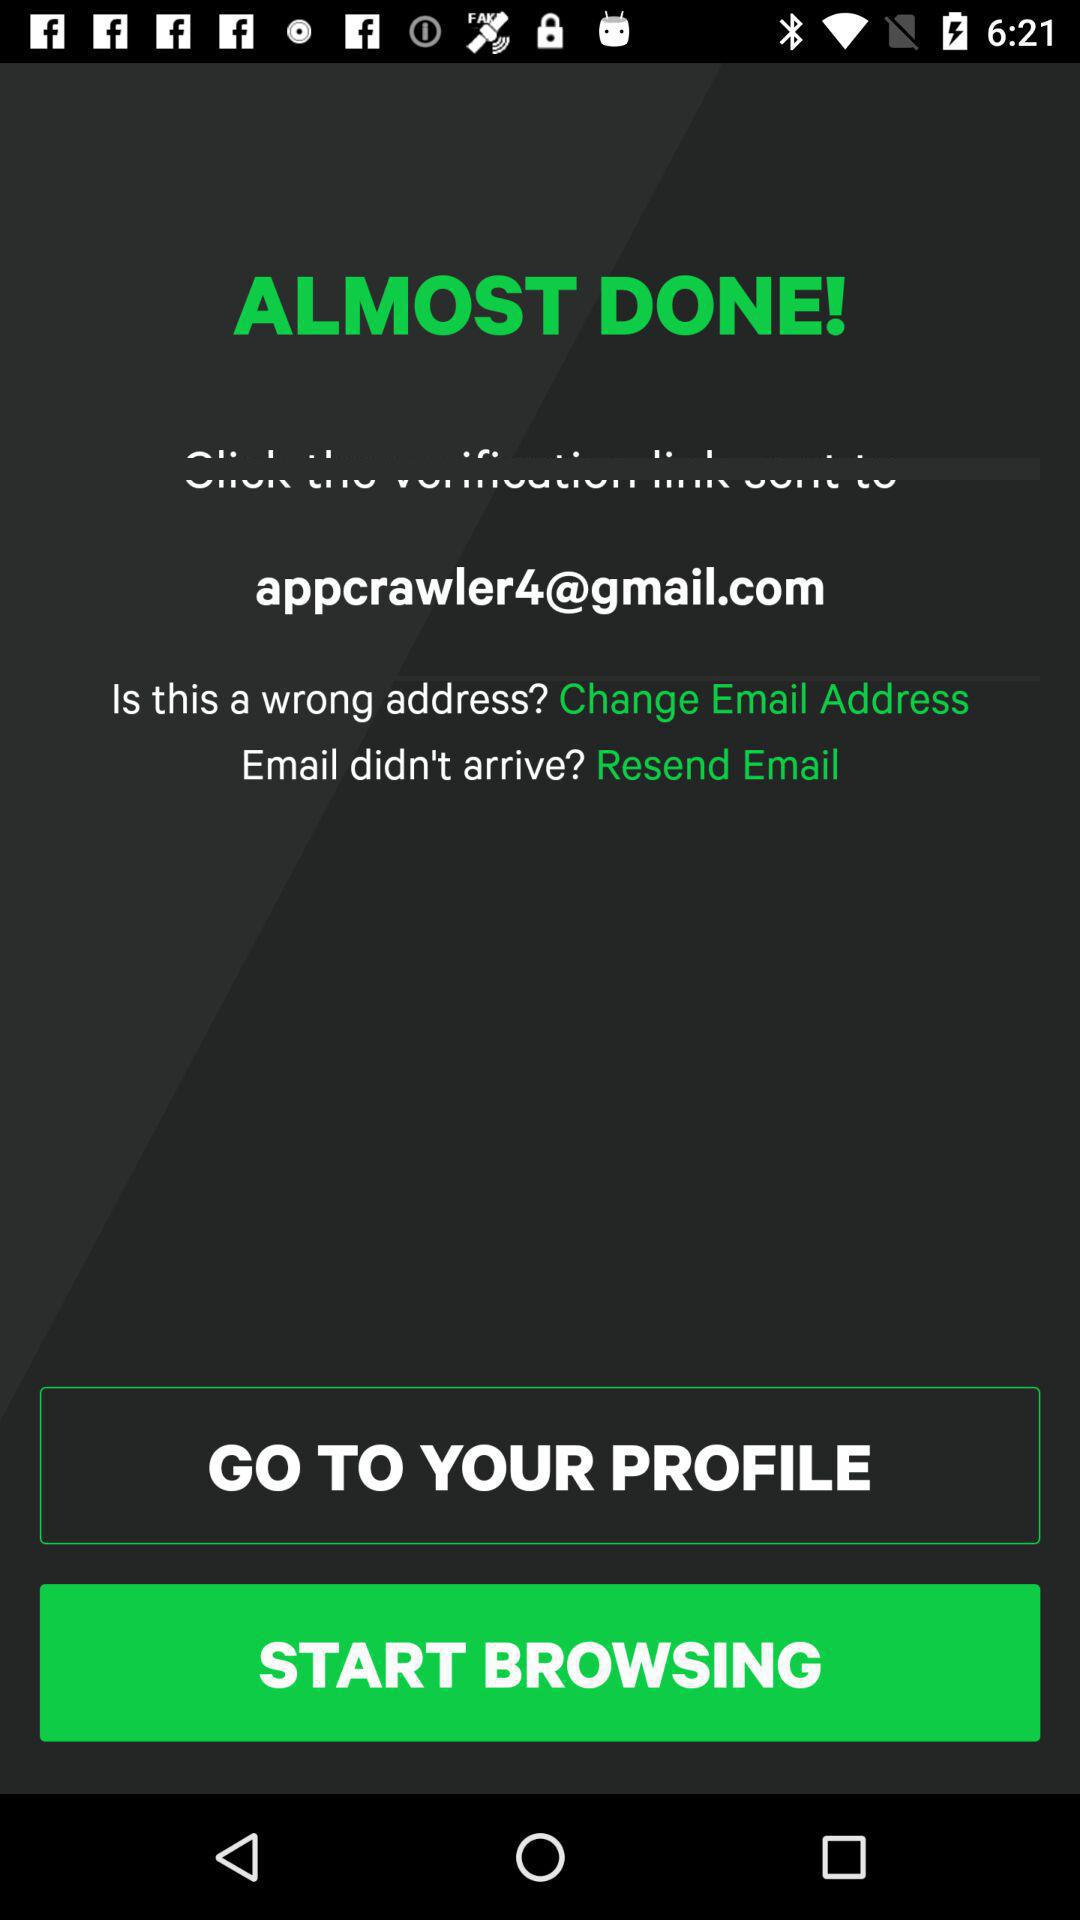 FAKE
6:21
ALMOST DONE!
Click the verification link sent to
appcrawler4@gmail.com
Is this a wrong address? Change Email Address
Email didn't arrive? Resend Email
GO TO YOUR PROFILE
START BROWSING